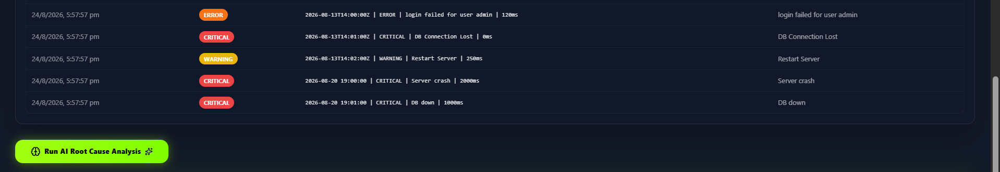 24/8/2026, 5:57:57 pm ERROR 2026-08-13T14:00:00Z | ERROR | login failed for user admin | 120ms login failed for user admin
24/8/2026, 5:57:57 pm CRITICAL 2026-08-13T14:01:00Z | CRITICAL | DB Connection Lost | 0ms DB Connection Lost
24/8/2026, 5:57:57 pm WARNING 2026-08-13T14:02:00Z | WARNING | Restart Server | 250ms Restart Server
24/8/2026, 5:57:57 pm CRITICAL 2026-08-20 19:00:00 | CRITICAL | Server crash | 2000ms Server crash
24/8/2026, 5:57:57 pm CRITICAL 2026-08-20 19:01:00 | CRITICAL | DB down | 1000ms DB down
Run AI Root Cause Analysis